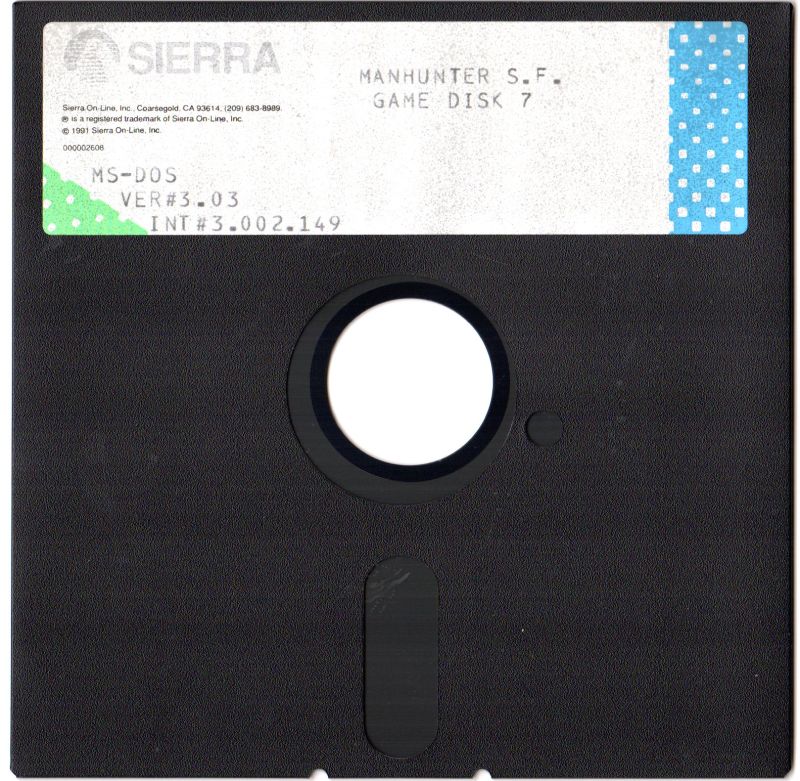 SIERRA
Sierra On-Line, Inc., Coarsegold, CA 93614, (209) 683-8989.
® is a registered trademark of Sierra On-Line, Inc.
© 1991 Sierra On-Line, Inc.
000002608
MANHUNTER S.F.
GAME DISK 7
MS-DOS
VER#3.03
INT#3.002.149